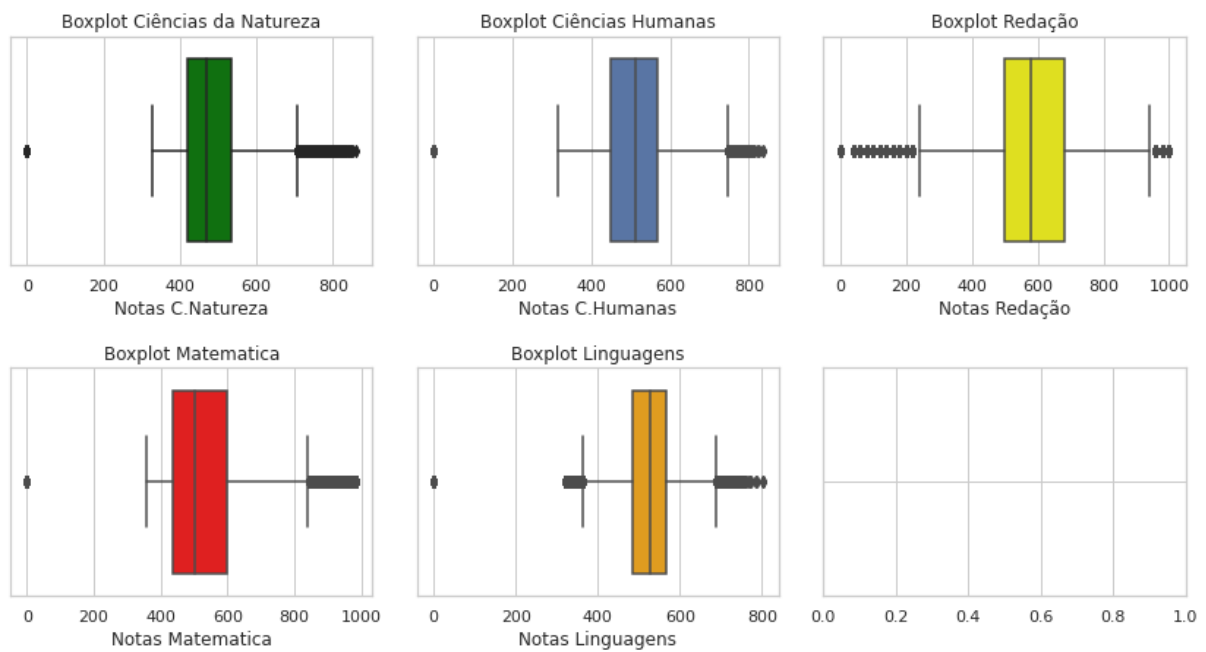 Boxplot Ciências da Natureza
0 200 400 600 800
Notas C.Natureza
Boxplot Ciências Humanas
0 200 400 600 800
Notas C.Humanas
Boxplot Redação
0 200 400 600 800 1000
Notas Redação
Boxplot Matematica
0 200 400 600 800 1000
Notas Matematica
Boxplot Linguagens
0 200 400 600 800
Notas Linguagens
0.0 0.2 0.4 0.6 0.8 1.0